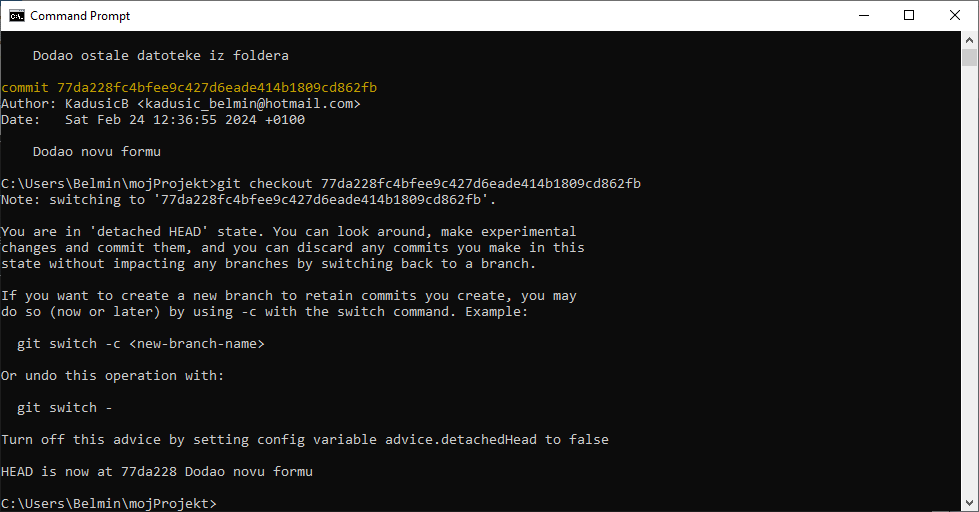 Command Prompt
Dodao ostale datoteke iz foldera
commit 77da228fc4bfee9c427d6eade414b1809cd862fb
Author: KadusicB <kadusic_belmin@hotmail.com>
Date:   Sat Feb 24 12:36:55 2024 +0100
Dodao novu formu
C:\Users\Belmin\mojProjekt>git checkout 77da228fc4bfee9c427d6eade414b1809cd862fb
Note: switching to '77da228fc4bfee9c427d6eade414b1809cd862fb'.
You are in 'detached HEAD' state. You can look around, make experimental
changes and commit them, and you can discard any commits you make in this
state without impacting any branches by switching back to a branch.
If you want to create a new branch to retain commits you create, you may
do so (now or later) by using -c with the switch command. Example:
git switch -c <new-branch-name>
Or undo this operation with:
git switch -
Turn off this advice by setting config variable advice.detachedHead to false
HEAD is now at 77da228 Dodao novu formu
C:\Users\Belmin\mojProjekt>